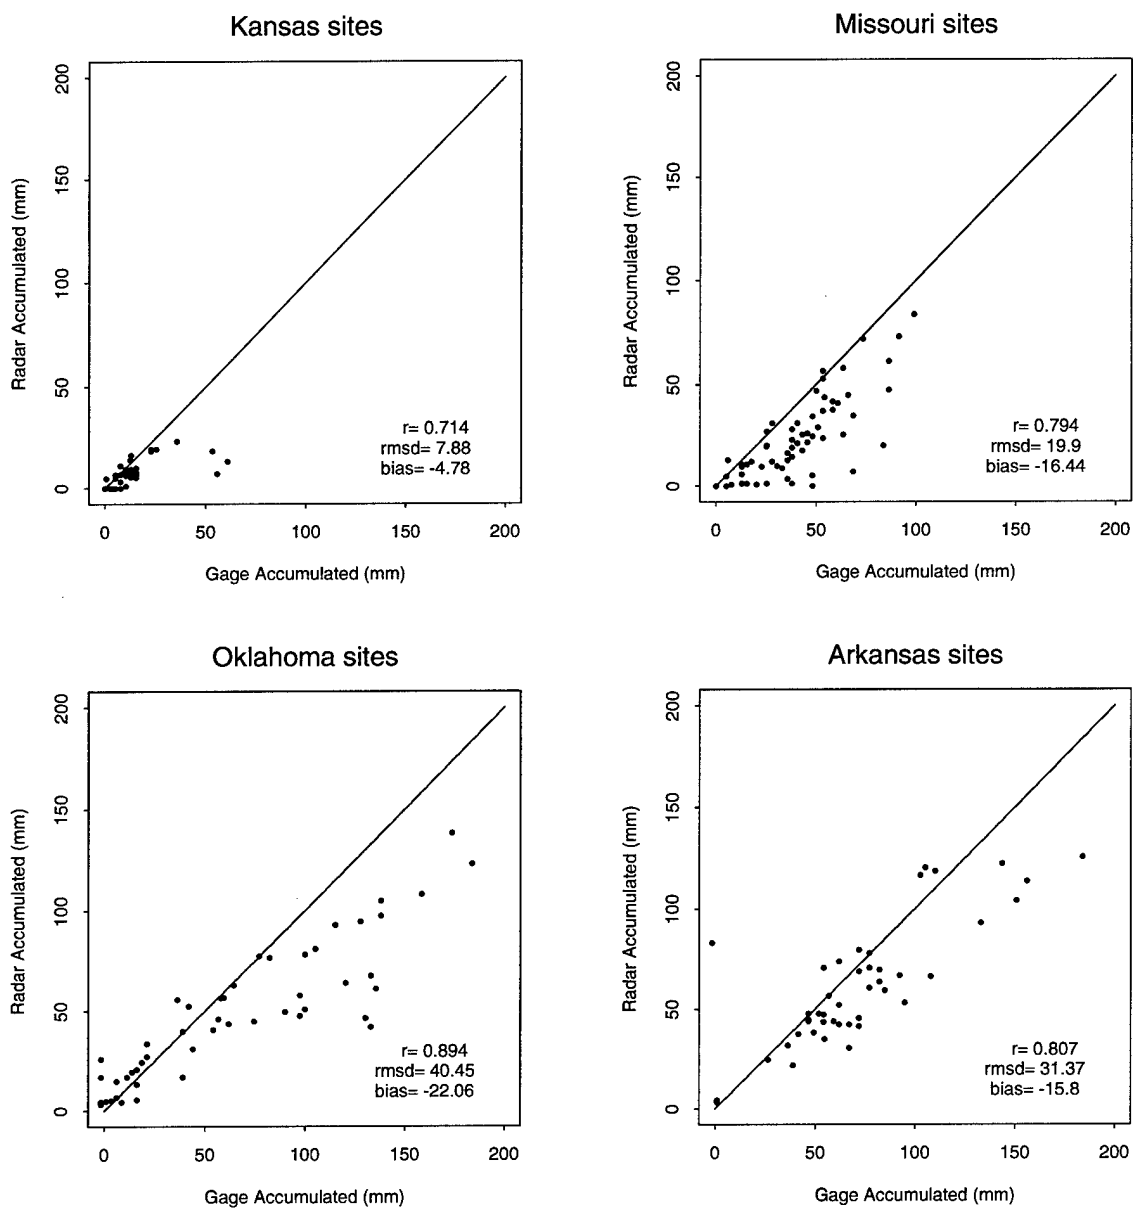 Kansas sites
Radar Accumulated (mm)
200
150
100
50
0
r= 0.714
rmsd= 7.88
bias= -4.78
0 50 100 150 200
Gage Accumulated (mm)
Missouri sites
Radar Accumulated (mm)
200
150
100
50
0
r= 0.794
rmsd= 19.9
bias= -16.44
0 50 100 150 200
Gage Accumulated (mm)
Oklahoma sites
Radar Accumulated (mm)
200
150
100
50
0
r= 0.894
rmsd= 40.45
bias= -22.06
0 50 100 150 200
Gage Accumulated (mm)
Arkansas sites
Radar Accumulated (mm)
200
150
100
50
0
r= 0.807
rmsd= 31.37
bias= -15.8
0 50 100 150 200
Gage Accumulated (mm)